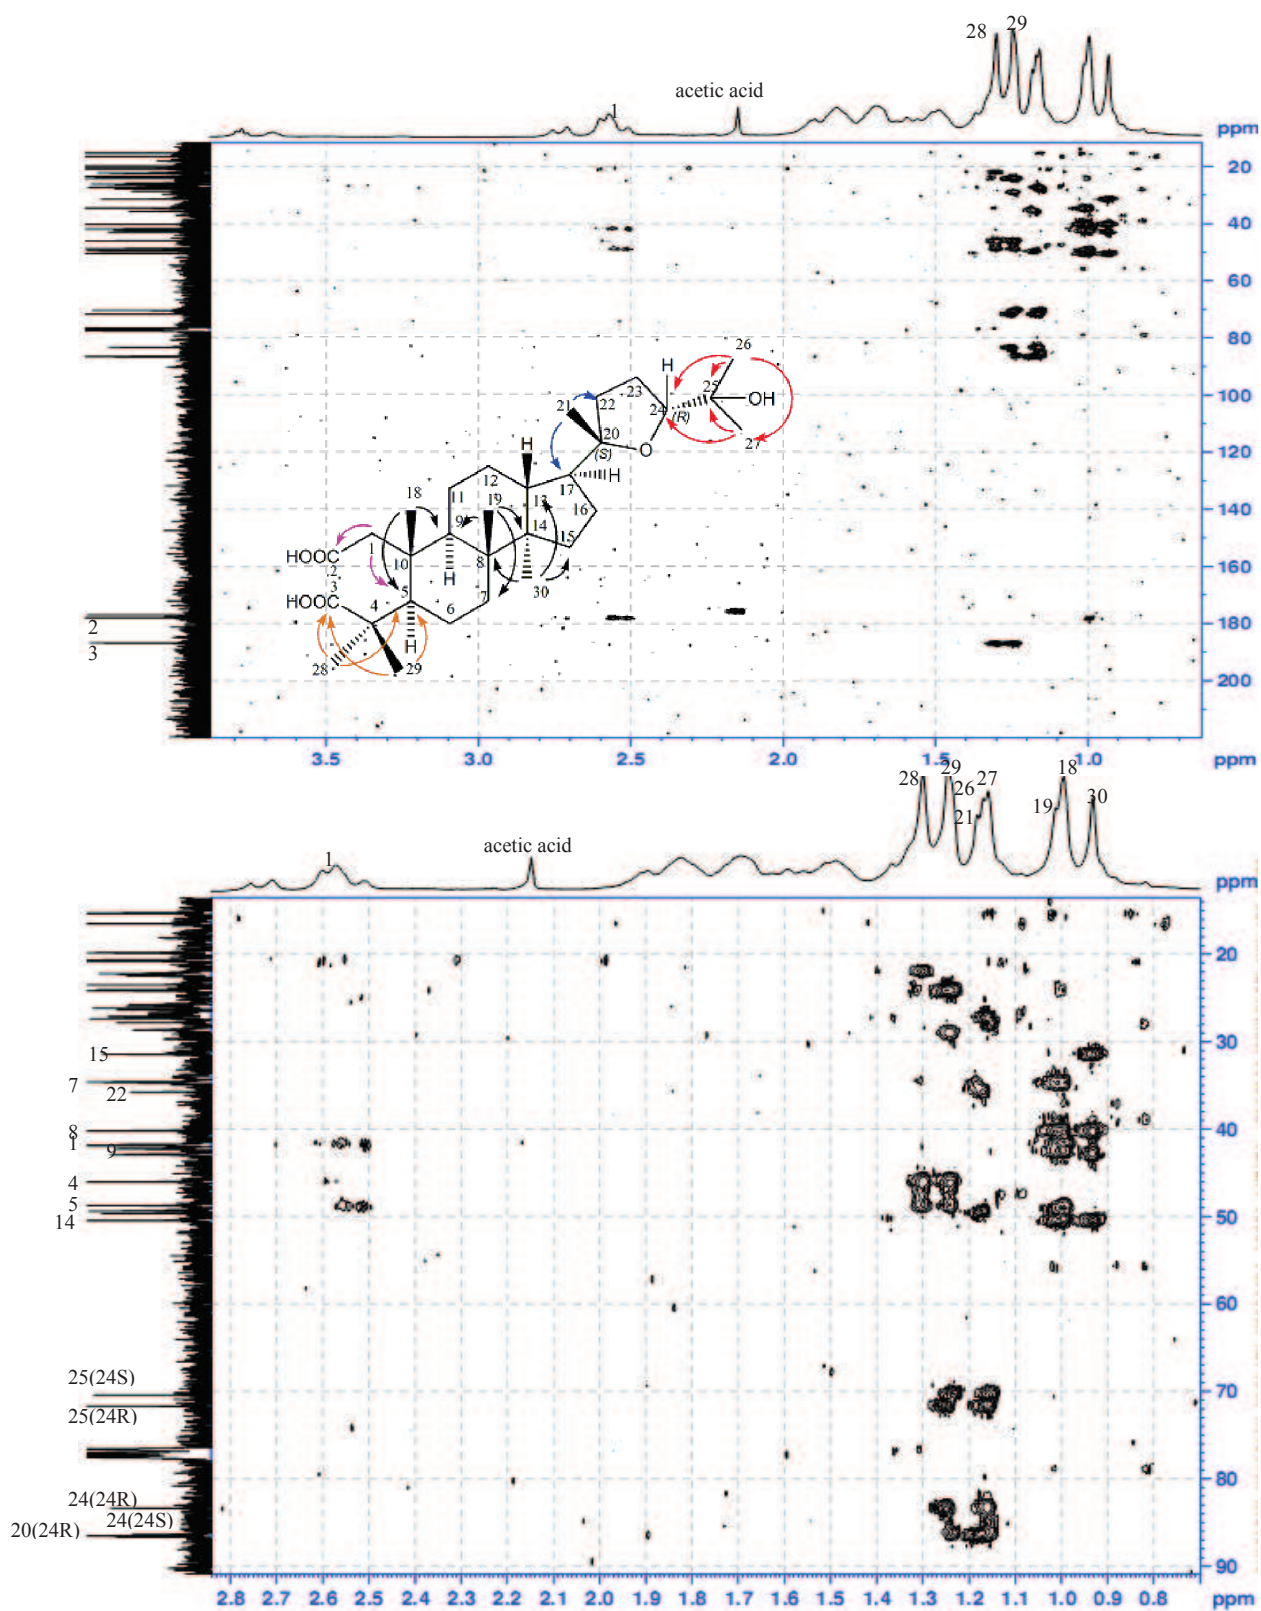 28 29
acetic acid
1
ppm
20
40
60
80
100
120
140
160
180
200
2
3
26
H
23
25
OH
21
22
24
(R)
20
27
O
(S)
H
H
12
17
18
11
19
13
16
9
14
15
1
HOOC
2
10
8
H
3
HOOC
4
5
7
30
6
H
28
29
3.5 3.0 2.5 2.0 1.5 1.0 ppm
28 29 27 18
26
21 19 30
acetic acid
1
ppm
20
30
40
50
60
70
80
90
15
7
22
8
1
9
4
5
14
25(24S)
25(24R)
24(24R)
24(24S)
20(24R)
2.8 2.7 2.6 2.5 2.4 2.3 2.2 2.1 2.0 1.9 1.8 1.7 1.6 1.5 1.4 1.3 1.2 1.1 1.0 0.9 0.8 ppm